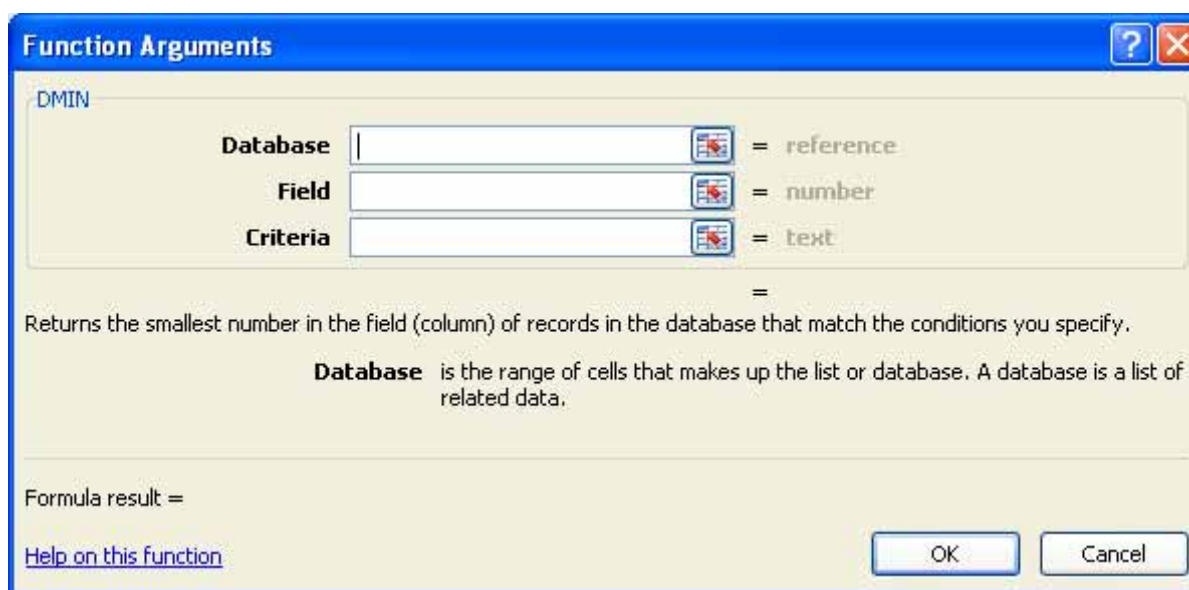 Function Arguments
DMIN
Database = reference
Field = number
Criteria = text
=
Returns the smallest number in the field (column) of records in the database that match the conditions you specify.
Database is the range of cells that makes up the list or database. A database is a list of
related data.
Formula result =
Help on this function OK Cancel